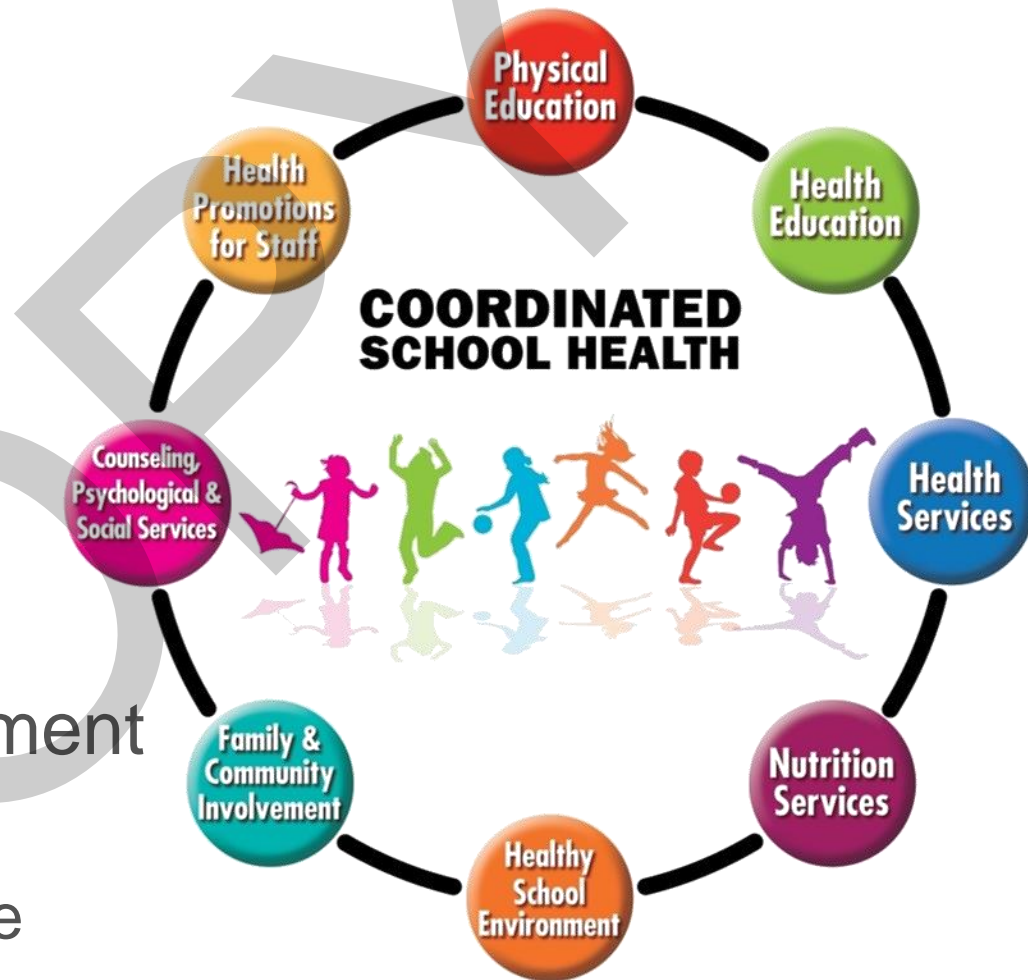 Physical
Education
Health
Education
Health
Services
Nutrition
Services
Healthy
School
Environment
Family &
Community
Involvement
Counseling,
Psychological &
Social Services
Health
Promotions
for Staff
COORDINATED
SCHOOL HEALTH